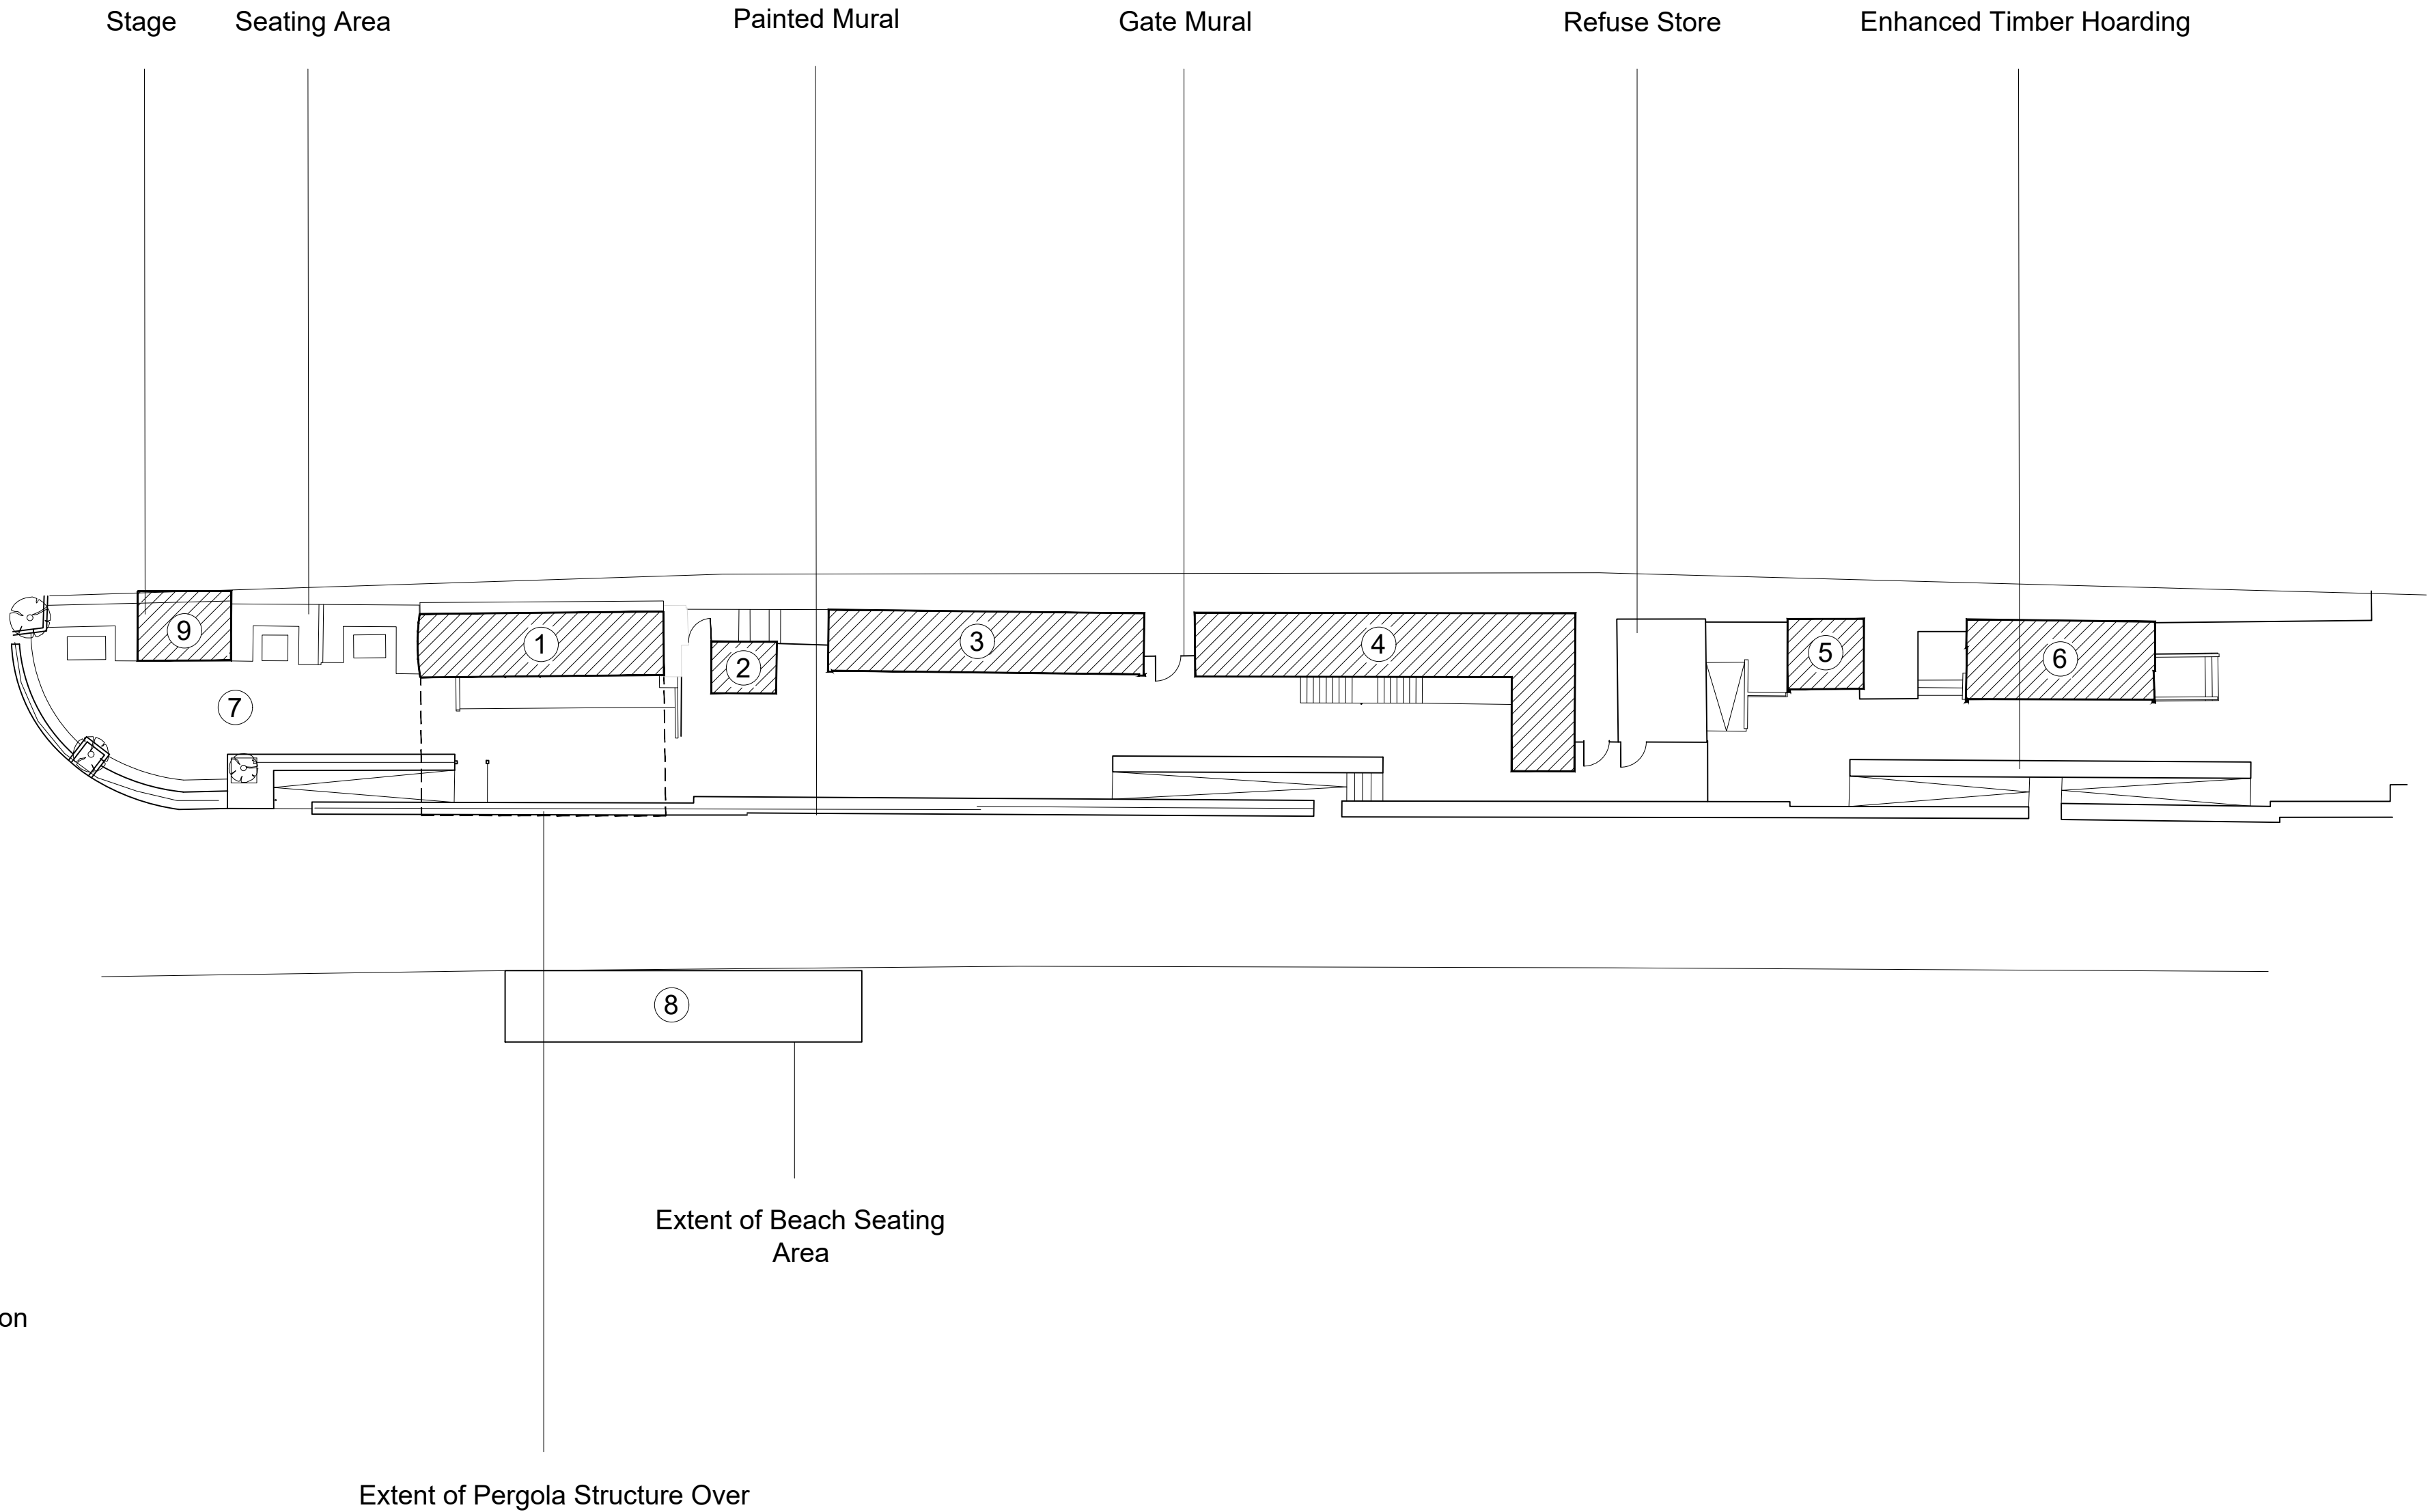 Stage
Seating Area
Painted Mural
Gate Mural
Refuse Store
Enhanced Timber Hoarding
9
1
2
3
4
5
6
7
8
Extent of Beach Seating
Area
on
Extent of Pergola Structure Over